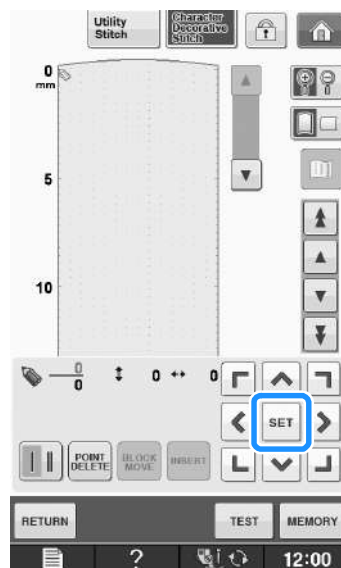 Utility
Stitch
Character
Decorative
Stitch
0
mm
5
10
0
0
0
0
SET
POINT
DELETE
BLOCK
MOVE
INSERT
RETURN
TEST
MEMORY
?
12:00